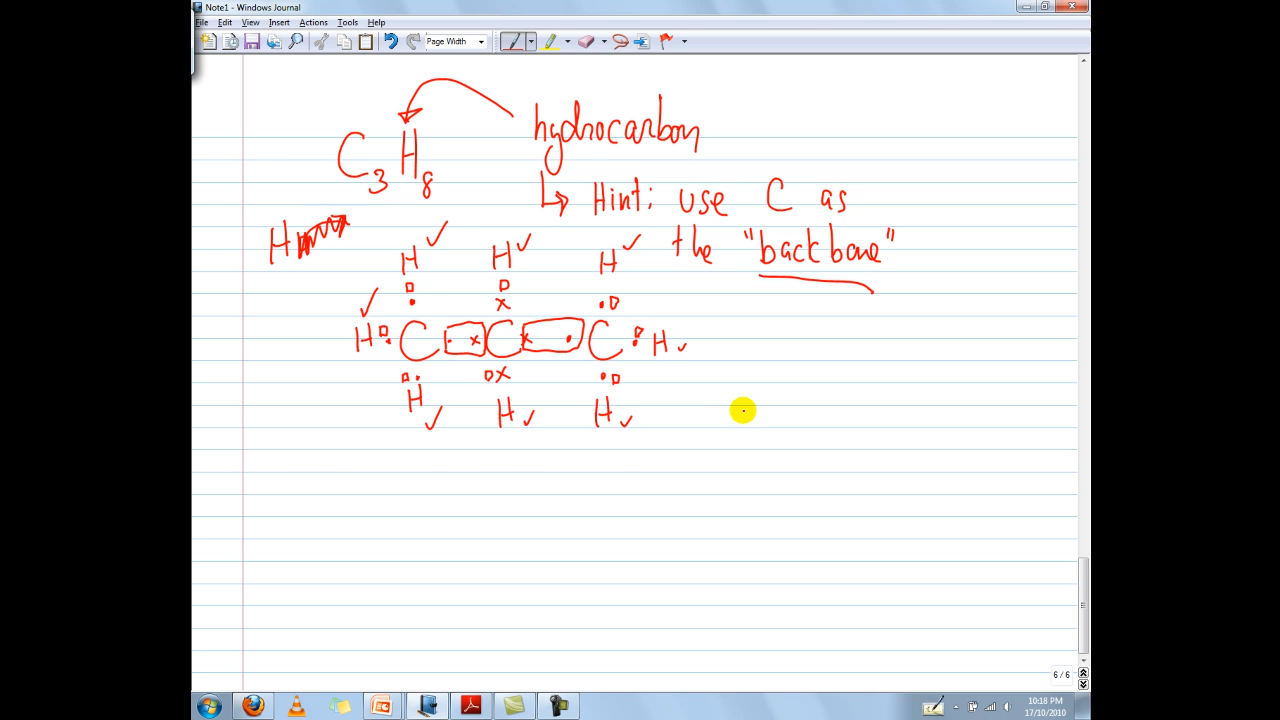 Note1 - Windows Journal
File Edit View Insert Actions Tools Help
Page Width
hydrocarbon
C3H8
Hint: use C as
the "backbone"
H
H H H
H C x C x C H
H H H
6 / 6
10:18 PM
17/10/2010